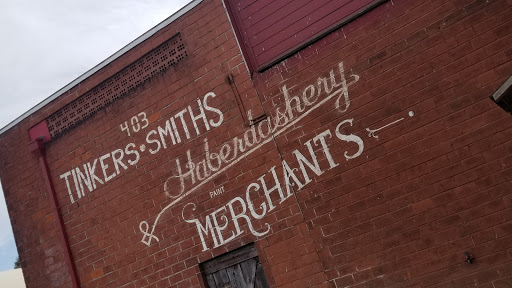 403
TINKERS • SMITHS
Haberdashery
PAINT
& MERCHANTS